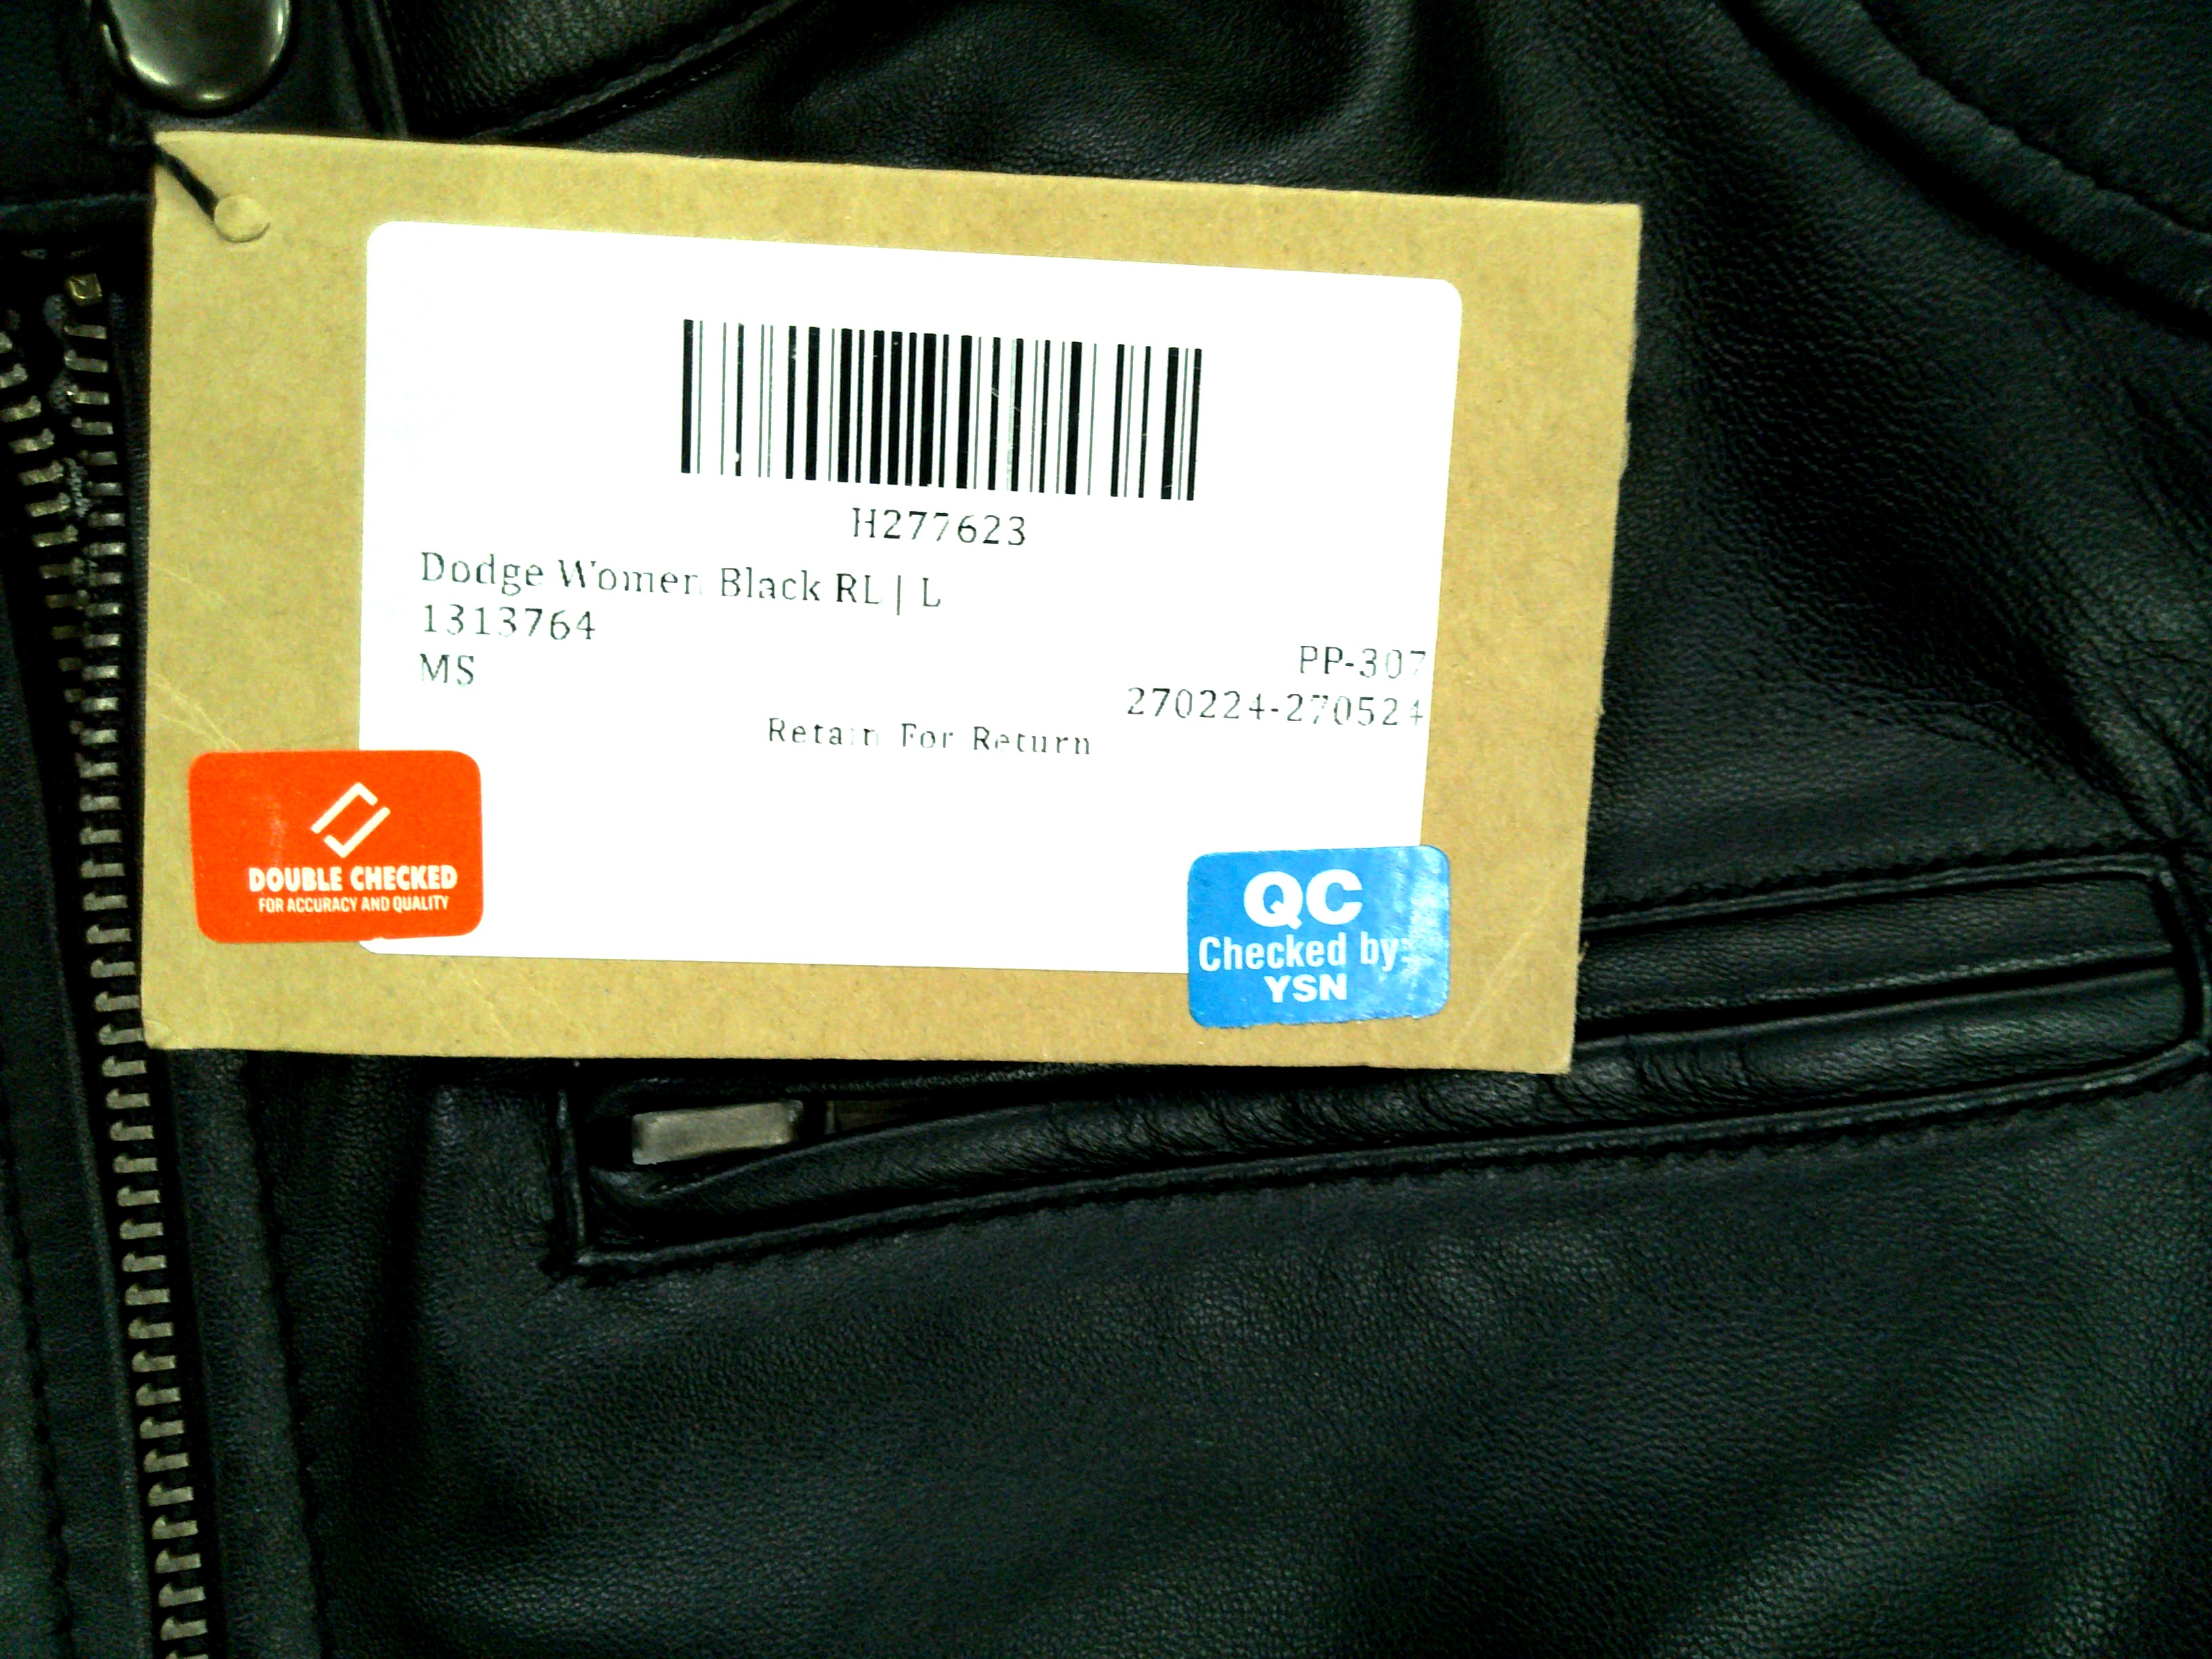 H277623
Dodge Women Black RL | L
1313764
MS
PP-307
270224-270524
Retain For Return
DOUBLE CHECKED
FOR ACCURACY AND QUALITY
QC
Checked by:
YSN